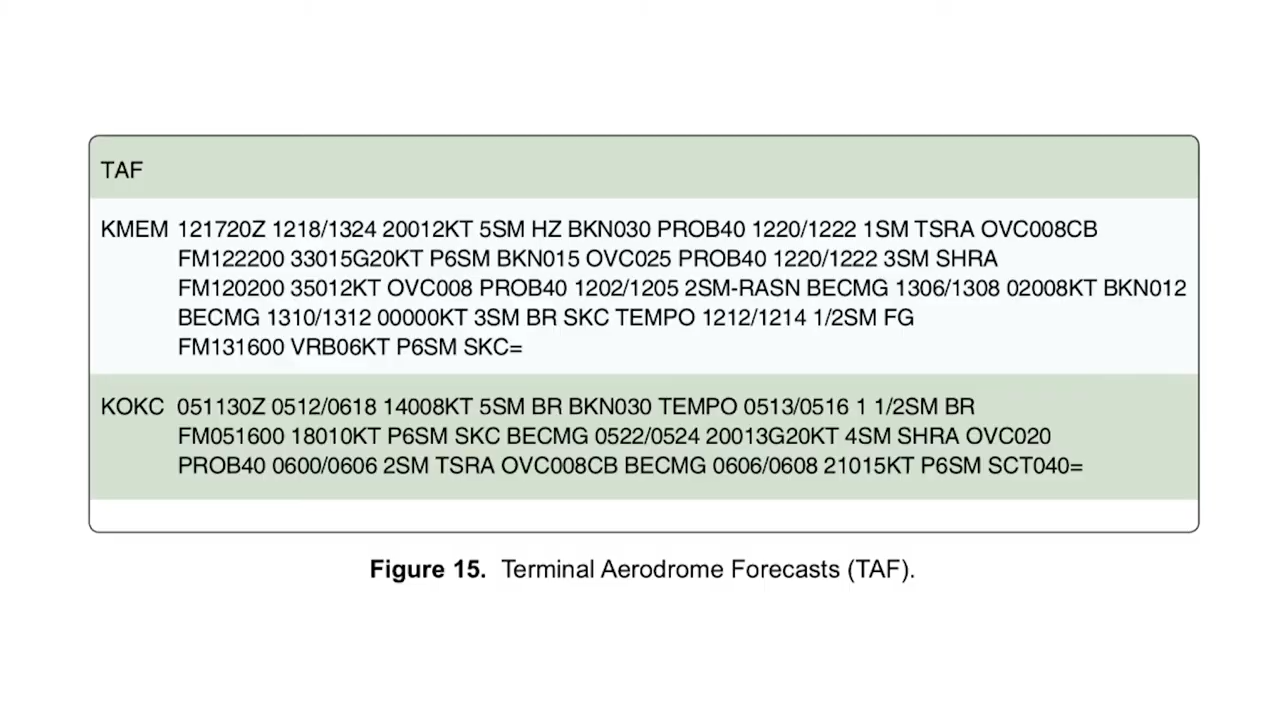 TAF
KMEM 121720Z 1218/1324 20012KT 5SM HZ BKN030 PROB40 1220/1222 1SM TSRA OVC008CB
FM122200 33015G20KT P6SM BKN015 OVC025 PROB40 1220/1222 3SM SHRA
FM120200 35012KT OVC008 PROB40 1202/1205 2SM-RASN BECMG 1306/1308 02008KT BKN012
BECMG 1310/1312 00000KT 3SM BR SKC TEMPO 1212/1214 1/2SM FG
FM131600 VRB06KT P6SM SKC=
KOKC 051130Z 0512/0618 14008KT 5SM BR BKN030 TEMPO 0513/0516 1 1/2SM BR
FM051600 18010KT P6SM SKC BECMG 0522/0524 20013G20KT 4SM SHRA OVC020
PROB40 0600/0606 2SM TSRA OVC008CB BECMG 0606/0608 21015KT P6SM SCT040=
Figure 15. Terminal Aerodrome Forecasts (TAF).